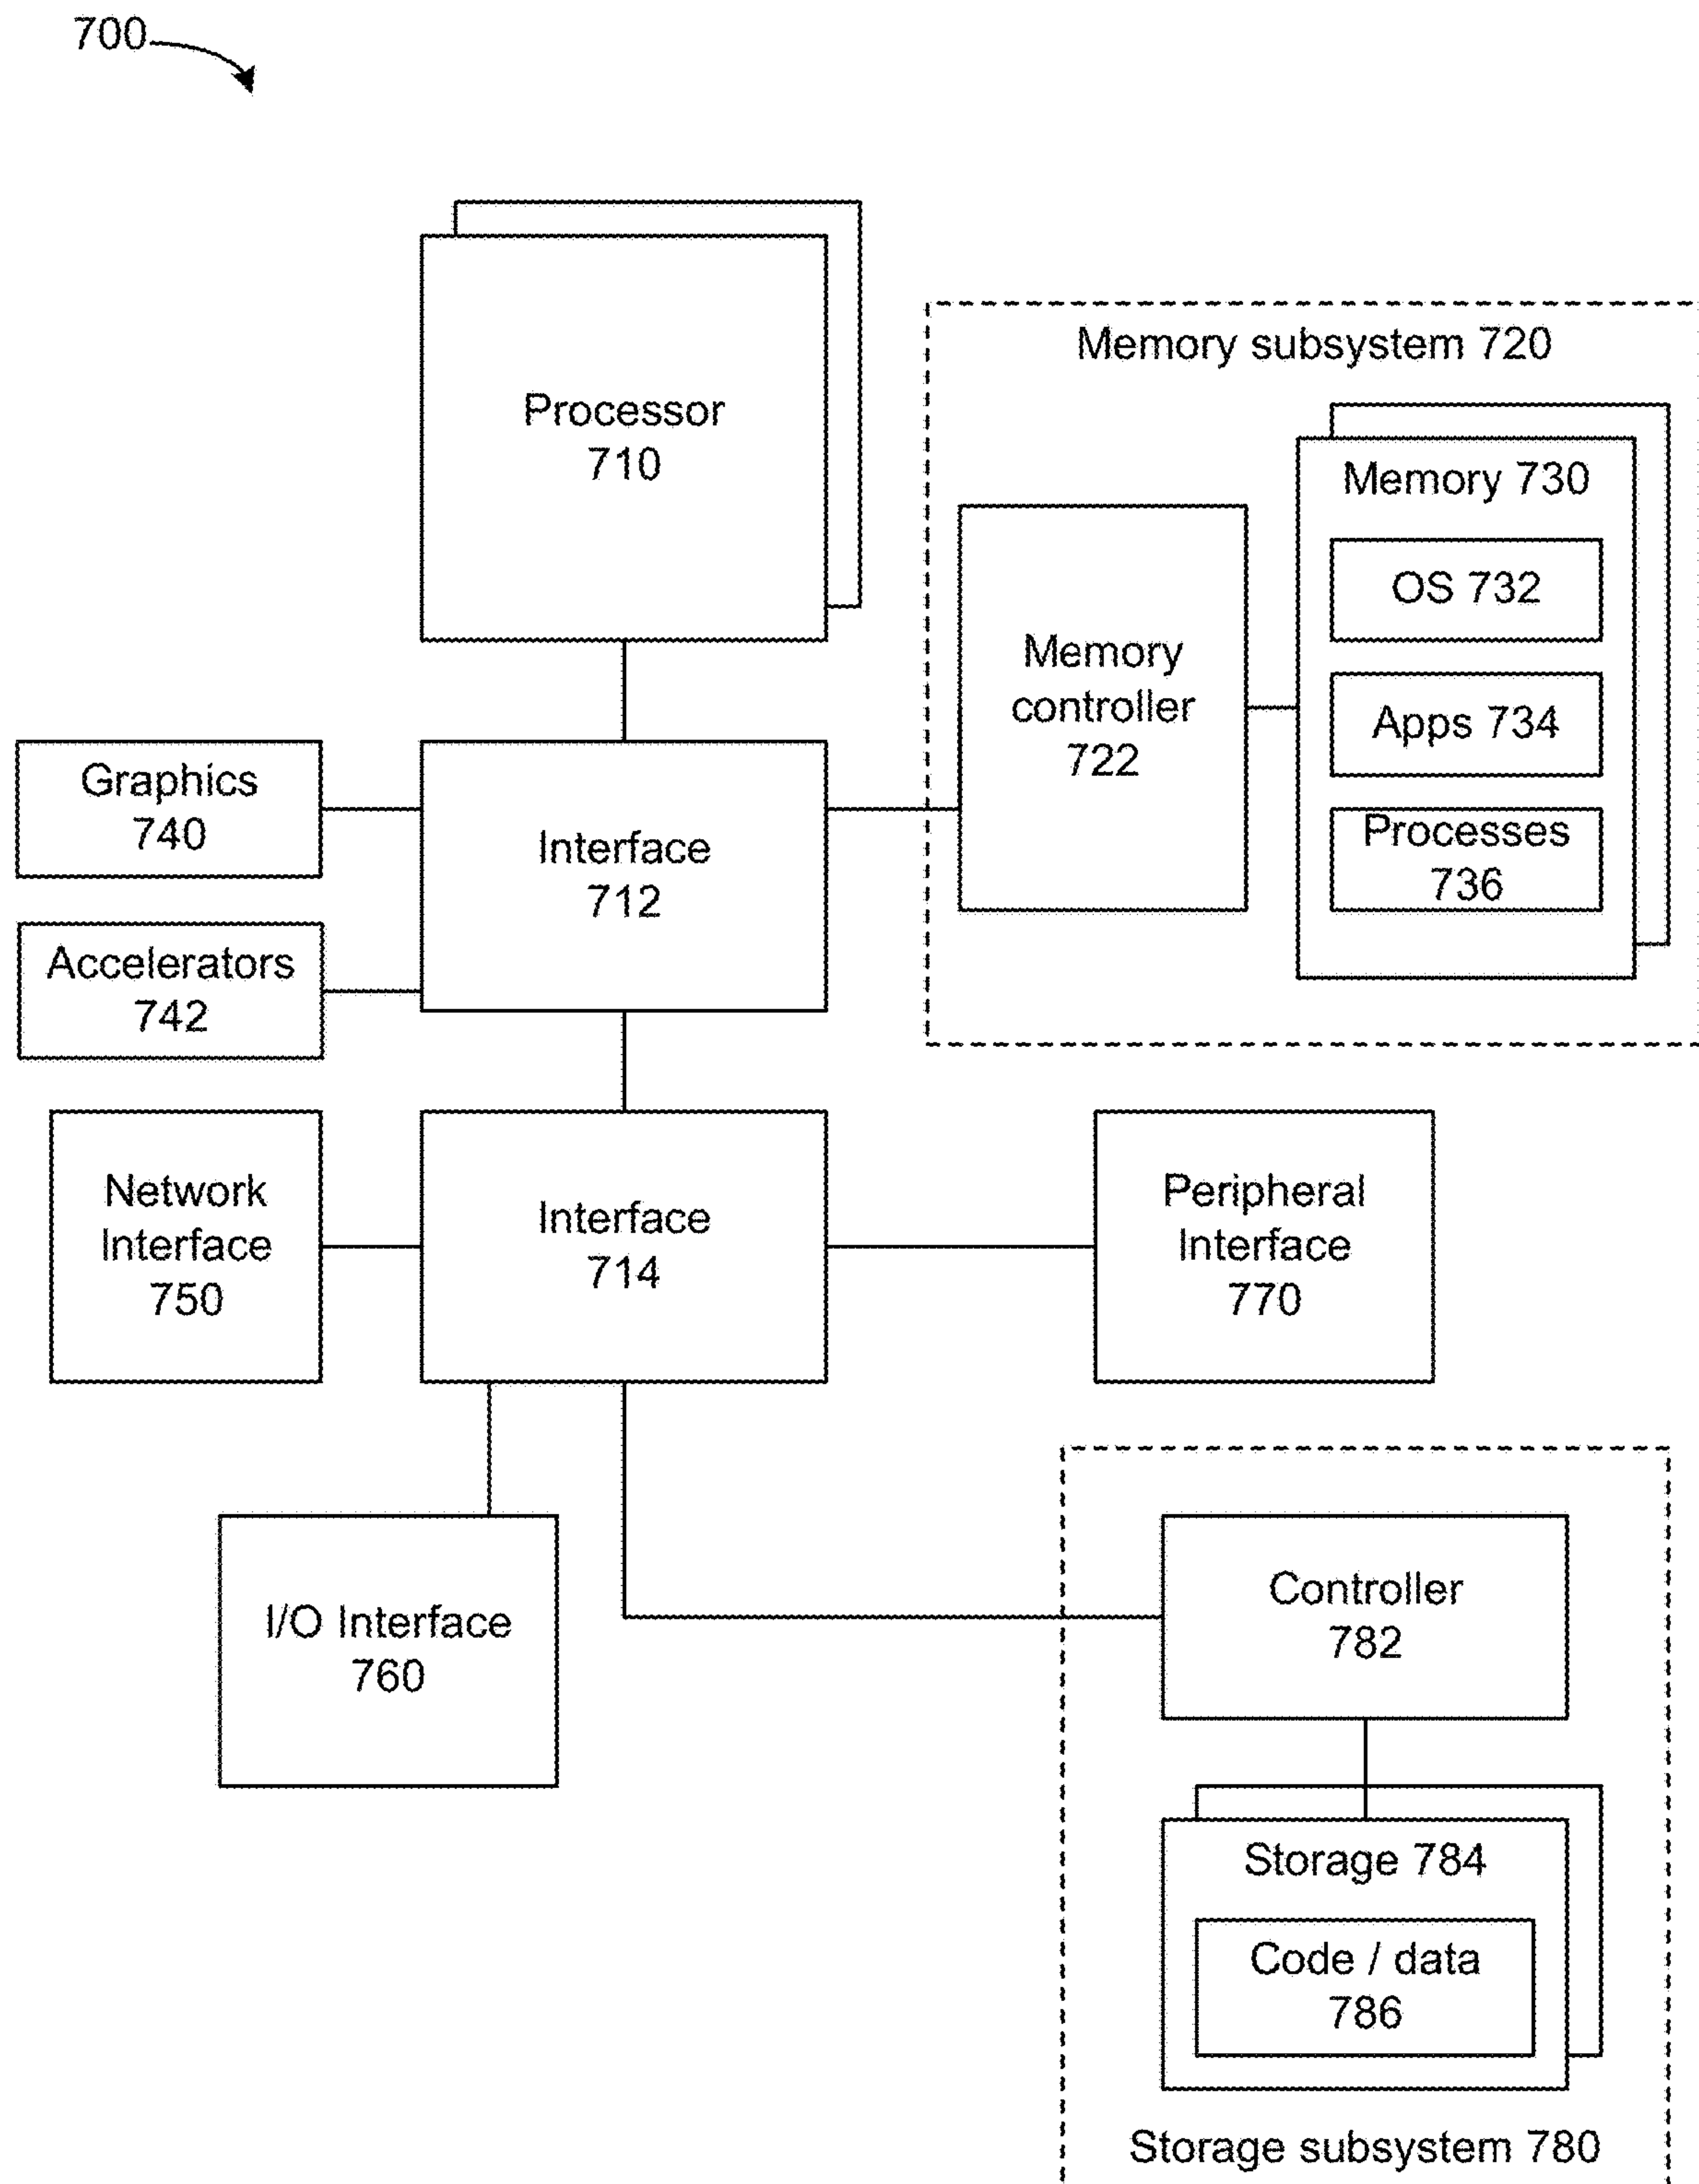 700
Processor
710
Memory subsystem 720
Memory 730
OS 732
Apps 734
Processes
736
Memory
controller
722
Graphics
740
Interface
712
Accelerators
742
Network
Interface
750
Interface
714
Peripheral
Interface
770
I/O Interface
760
Controller
782
Storage 784
Code / data
786
Storage subsystem 780